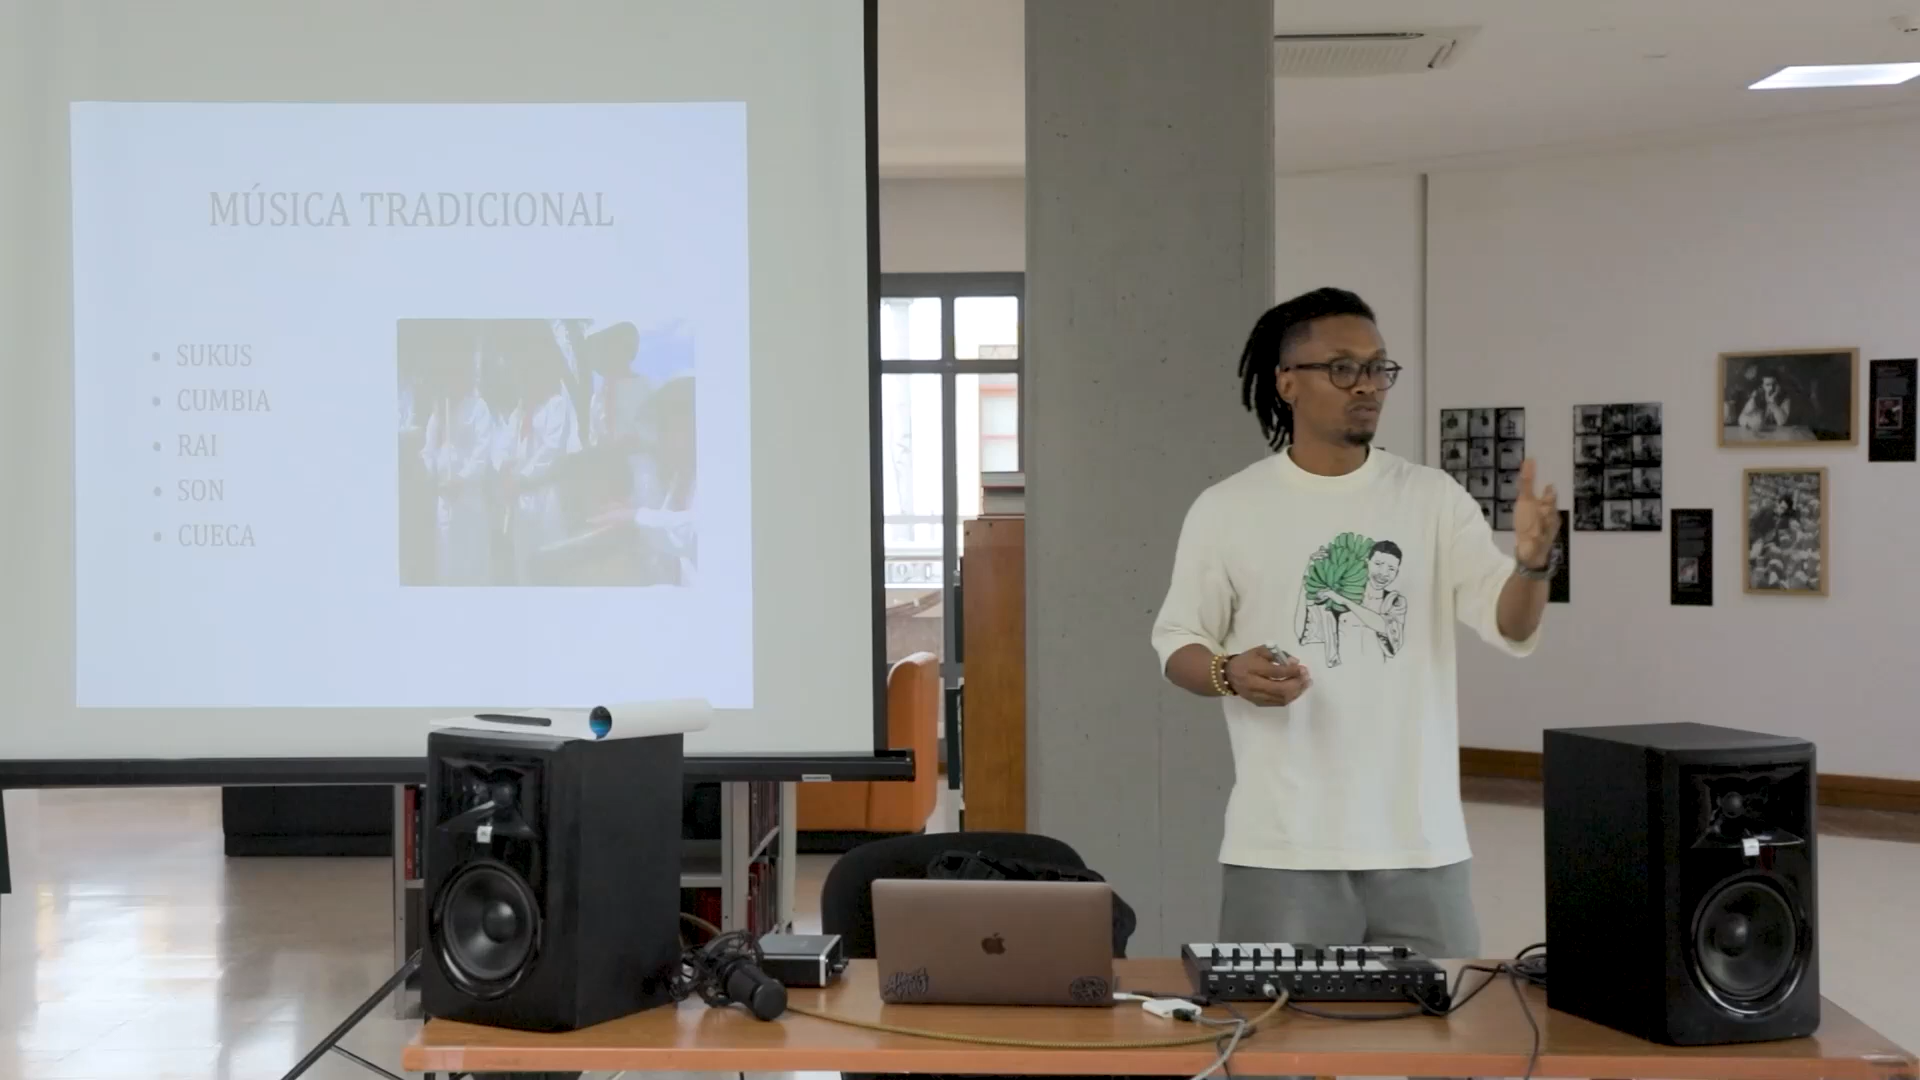 MÚSICA TRADICIONAL
• SUKUS
• CUMBIA
• RAI
• SON
• CUECA